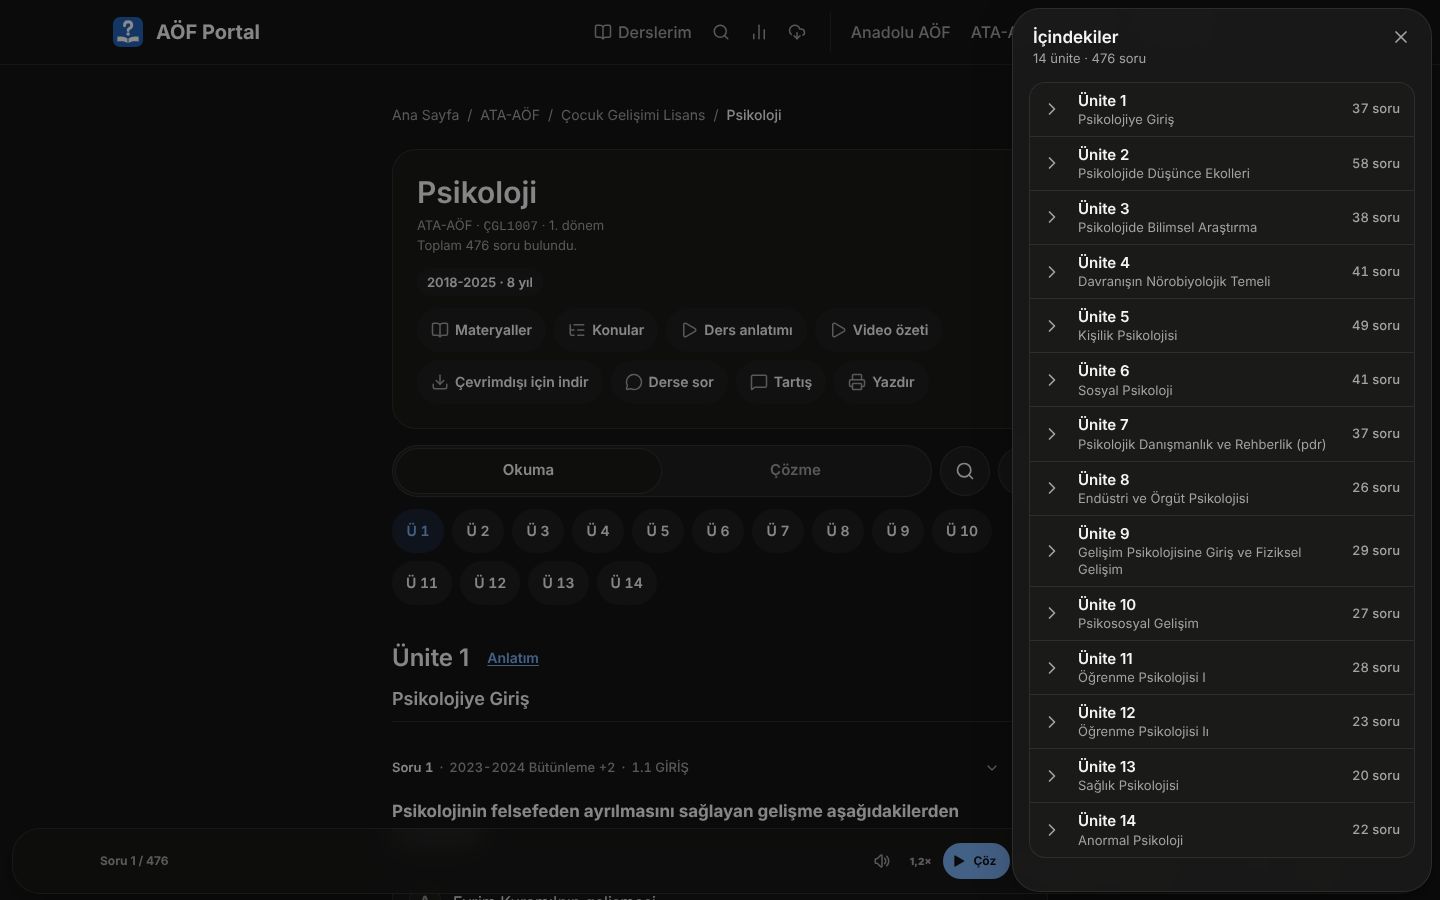 AÖF Portal
Derslerim
Anadolu AÖF
ATA-A
Ana Sayfa / ATA-AÖF / Çocuk Gelişimi Lisans / Psikoloji
Psikoloji
ATA-AÖF · ÇGL1007 · 1. dönem
Toplam 476 soru bulundu.
2018-2025 · 8 yıl
Materyaller
Konular
Ders anlatımı
Video özeti
Çevrimdışı için indir
Derse sor
Tartış
Yazdır
Okuma
Çözme
Ü 1
Ü 2
Ü 3
Ü 4
Ü 5
Ü 6
Ü 7
Ü 8
Ü 9
Ü 10
Ü 11
Ü 12
Ü 13
Ü 14
Ünite 1 Anlatım
Psikolojiye Giriş
Soru 1 · 2023-2024 Bütünleme +2 · 1.1 GİRİŞ
Psikolojinin felsefeden ayrılmasını sağlayan gelişme aşağıdakilerden
Soru 1 / 476
1,2×
Çöz
İçindekiler
14 ünite · 476 soru
Ünite 1
Psikolojiye Giriş
37 soru
Ünite 2
Psikolojide Düşünce Ekolleri
58 soru
Ünite 3
Psikolojide Bilimsel Araştırma
38 soru
Ünite 4
Davranışın Nörobiyolojik Temeli
41 soru
Ünite 5
Kişilik Psikolojisi
49 soru
Ünite 6
Sosyal Psikoloji
41 soru
Ünite 7
Psikolojik Danışmanlık ve Rehberlik (pdr)
37 soru
Ünite 8
Endüstri ve Örgüt Psikolojisi
26 soru
Ünite 9
Gelişim Psikolojisine Giriş ve Fiziksel
Gelişim
29 soru
Ünite 10
Psikososyal Gelişim
27 soru
Ünite 11
Öğrenme Psikolojisi I
28 soru
Ünite 12
Öğrenme Psikolojisi Iı
23 soru
Ünite 13
Sağlık Psikolojisi
20 soru
Ünite 14
Anormal Psikoloji
22 soru